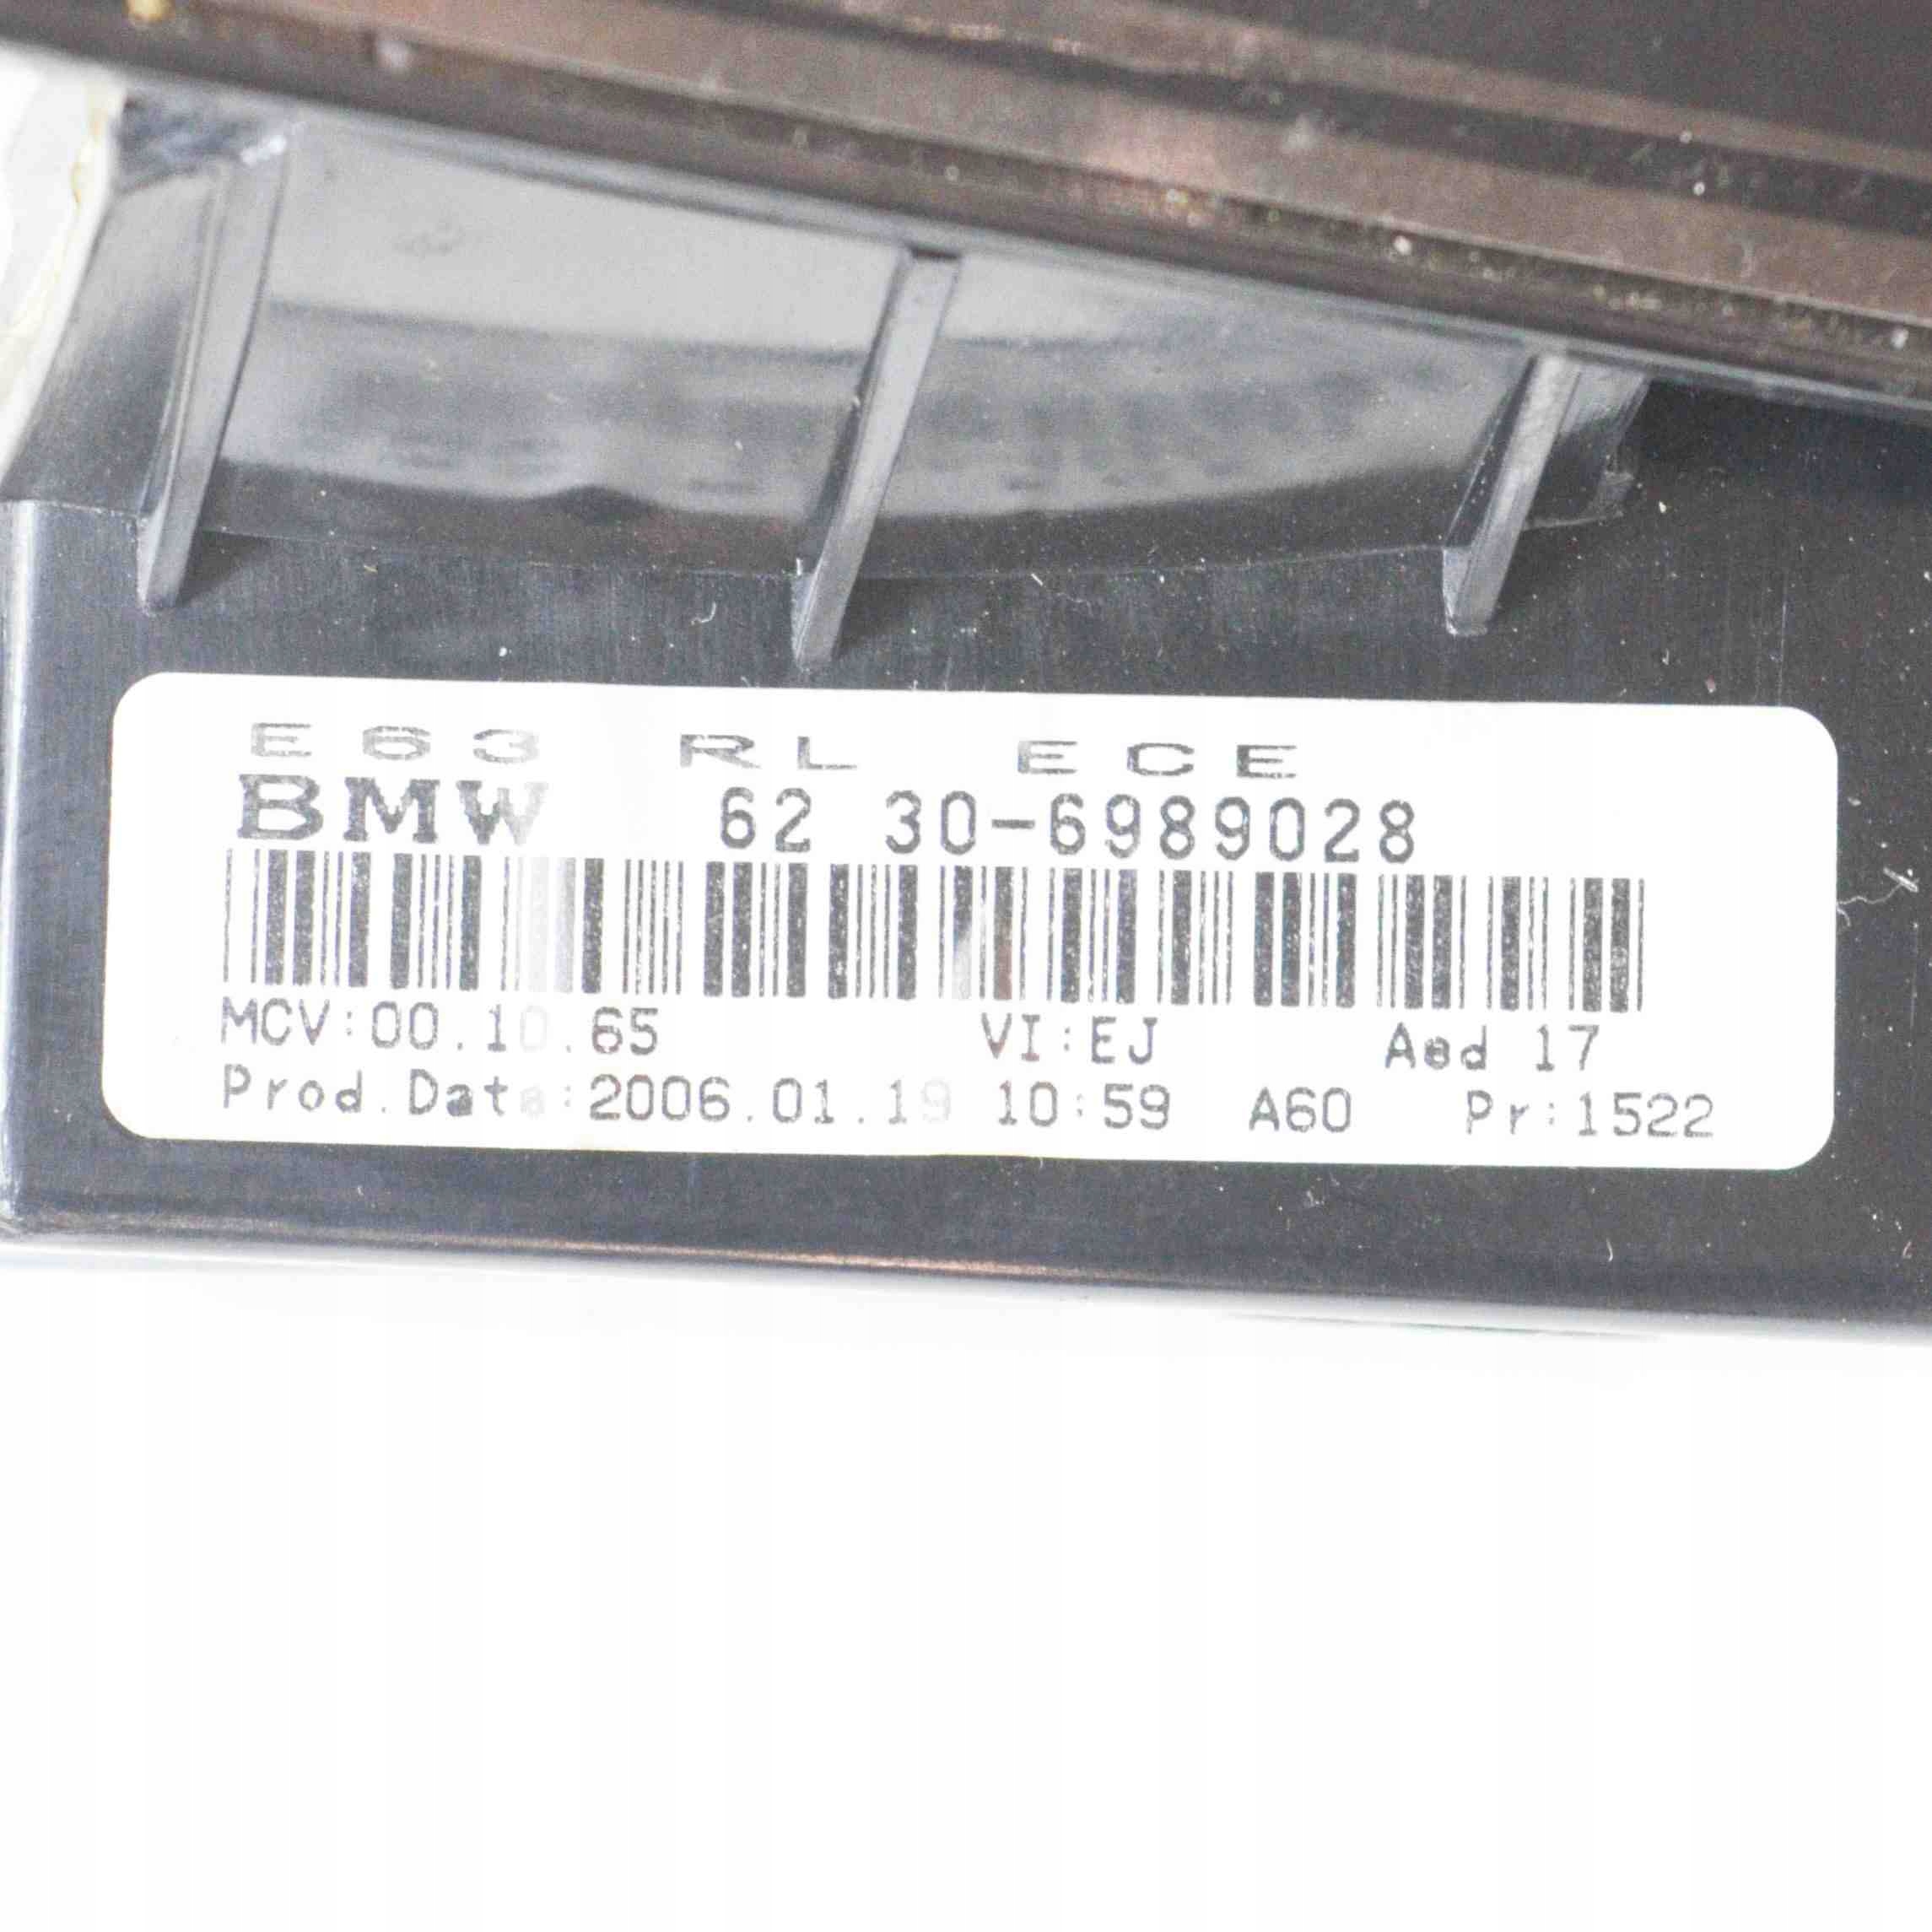 E63 RL ECE
BMW 62 30-6989028
MCV:00.10.65 VI:EJ Aed 17
Prod.Date:2006.01.19 10:59 A60 Pr:1522